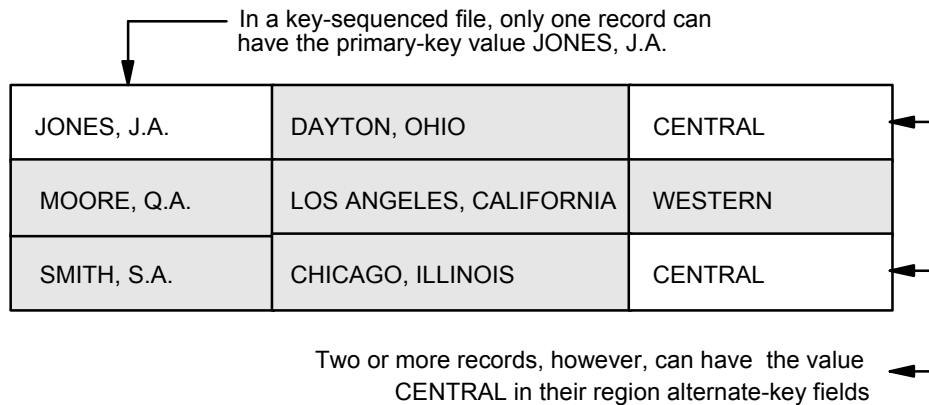 In a key-sequenced file, only one record can
have the primary-key value JONES, J.A.
JONES, J.A. DAYTON, OHIO CENTRAL
MOORE, Q.A. LOS ANGELES, CALIFORNIA WESTERN
SMITH, S.A. CHICAGO, ILLINOIS CENTRAL
Two or more records, however, can have the value
CENTRAL in their region alternate-key fields